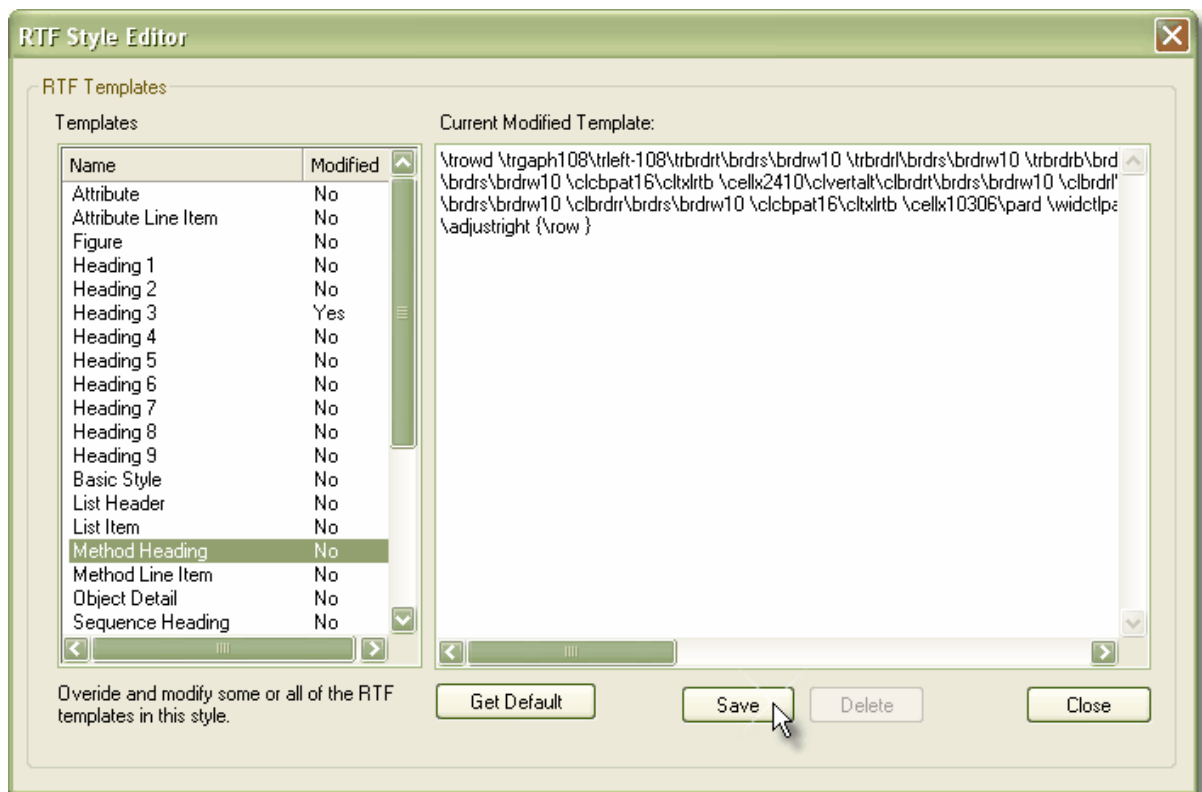 RTF Style Editor
RTF Templates
Templates
Name Modified
Attribute No
Attribute Line Item No
Figure No
Heading 1 No
Heading 2 No
Heading 3 Yes
Heading 4 No
Heading 5 No
Heading 6 No
Heading 7 No
Heading 8 No
Heading 9 No
Basic Style No
List Header No
List Item No
Method Heading No
Method Line Item No
Object Detail No
Sequence Heading No
Overide and modify some or all of the RTF
templates in this style.
Current Modified Template:
\trowd \trgaph108\trleft-108\trbrdrt\brdrs\brdrw10 \trbrdrl\brdrs\brdrw10 \trbrdrb\brd
\brdrs\brdrw10 \clcbpat16\cltxlrtb \cellx2410\clvertalt\clbrdrt\brdrs\brdrw10 \clbrdrl\
\brdrs\brdrw10 \clbrdrr\brdrs\brdrw10 \clcbpat16\cltxlrtb \cellx10306\pard \widctlpa
\adjustright {\row }
Get Default
Save
Delete
Close